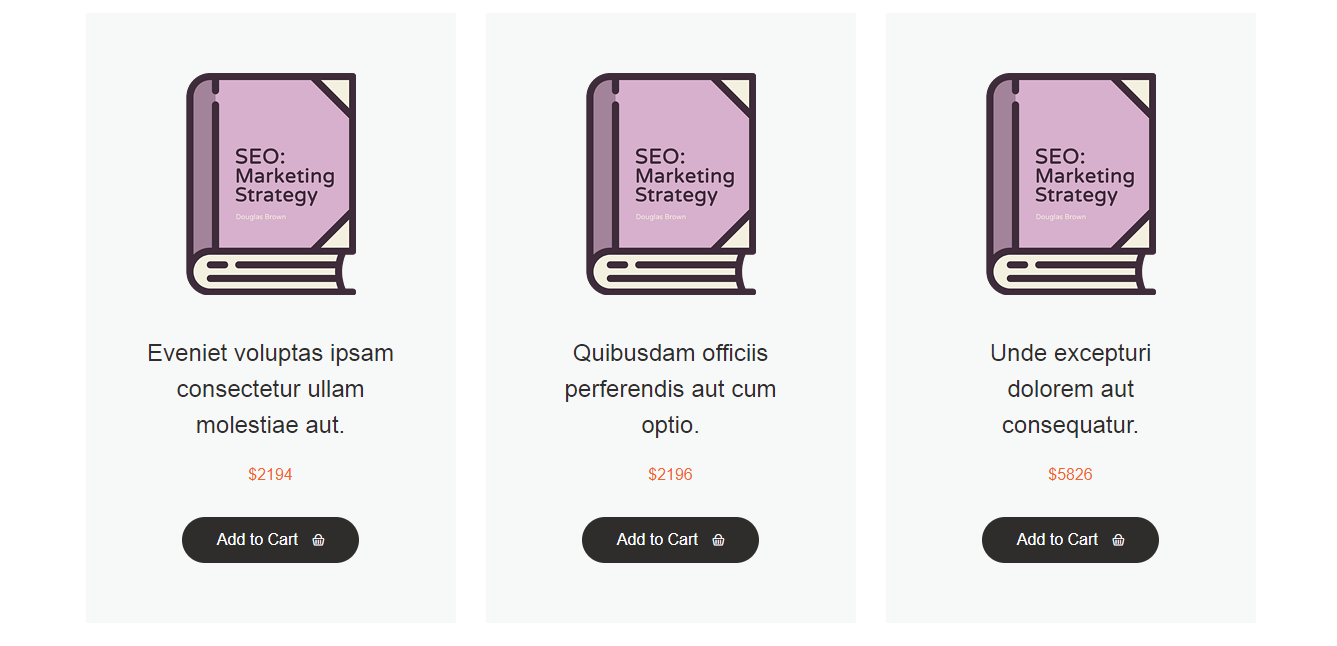 SEO:
Marketing
Strategy
Douglas Brown
Eveniet voluptas ipsam
consectetur ullam
molestiae aut.
$2194
Add to Cart
SEO:
Marketing
Strategy
Douglas Brown
Quibusdam officiis
perferendis aut cum
optio.
$2196
Add to Cart
SEO:
Marketing
Strategy
Douglas Brown
Unde excepturi
dolorem aut
consequatur.
$5826
Add to Cart